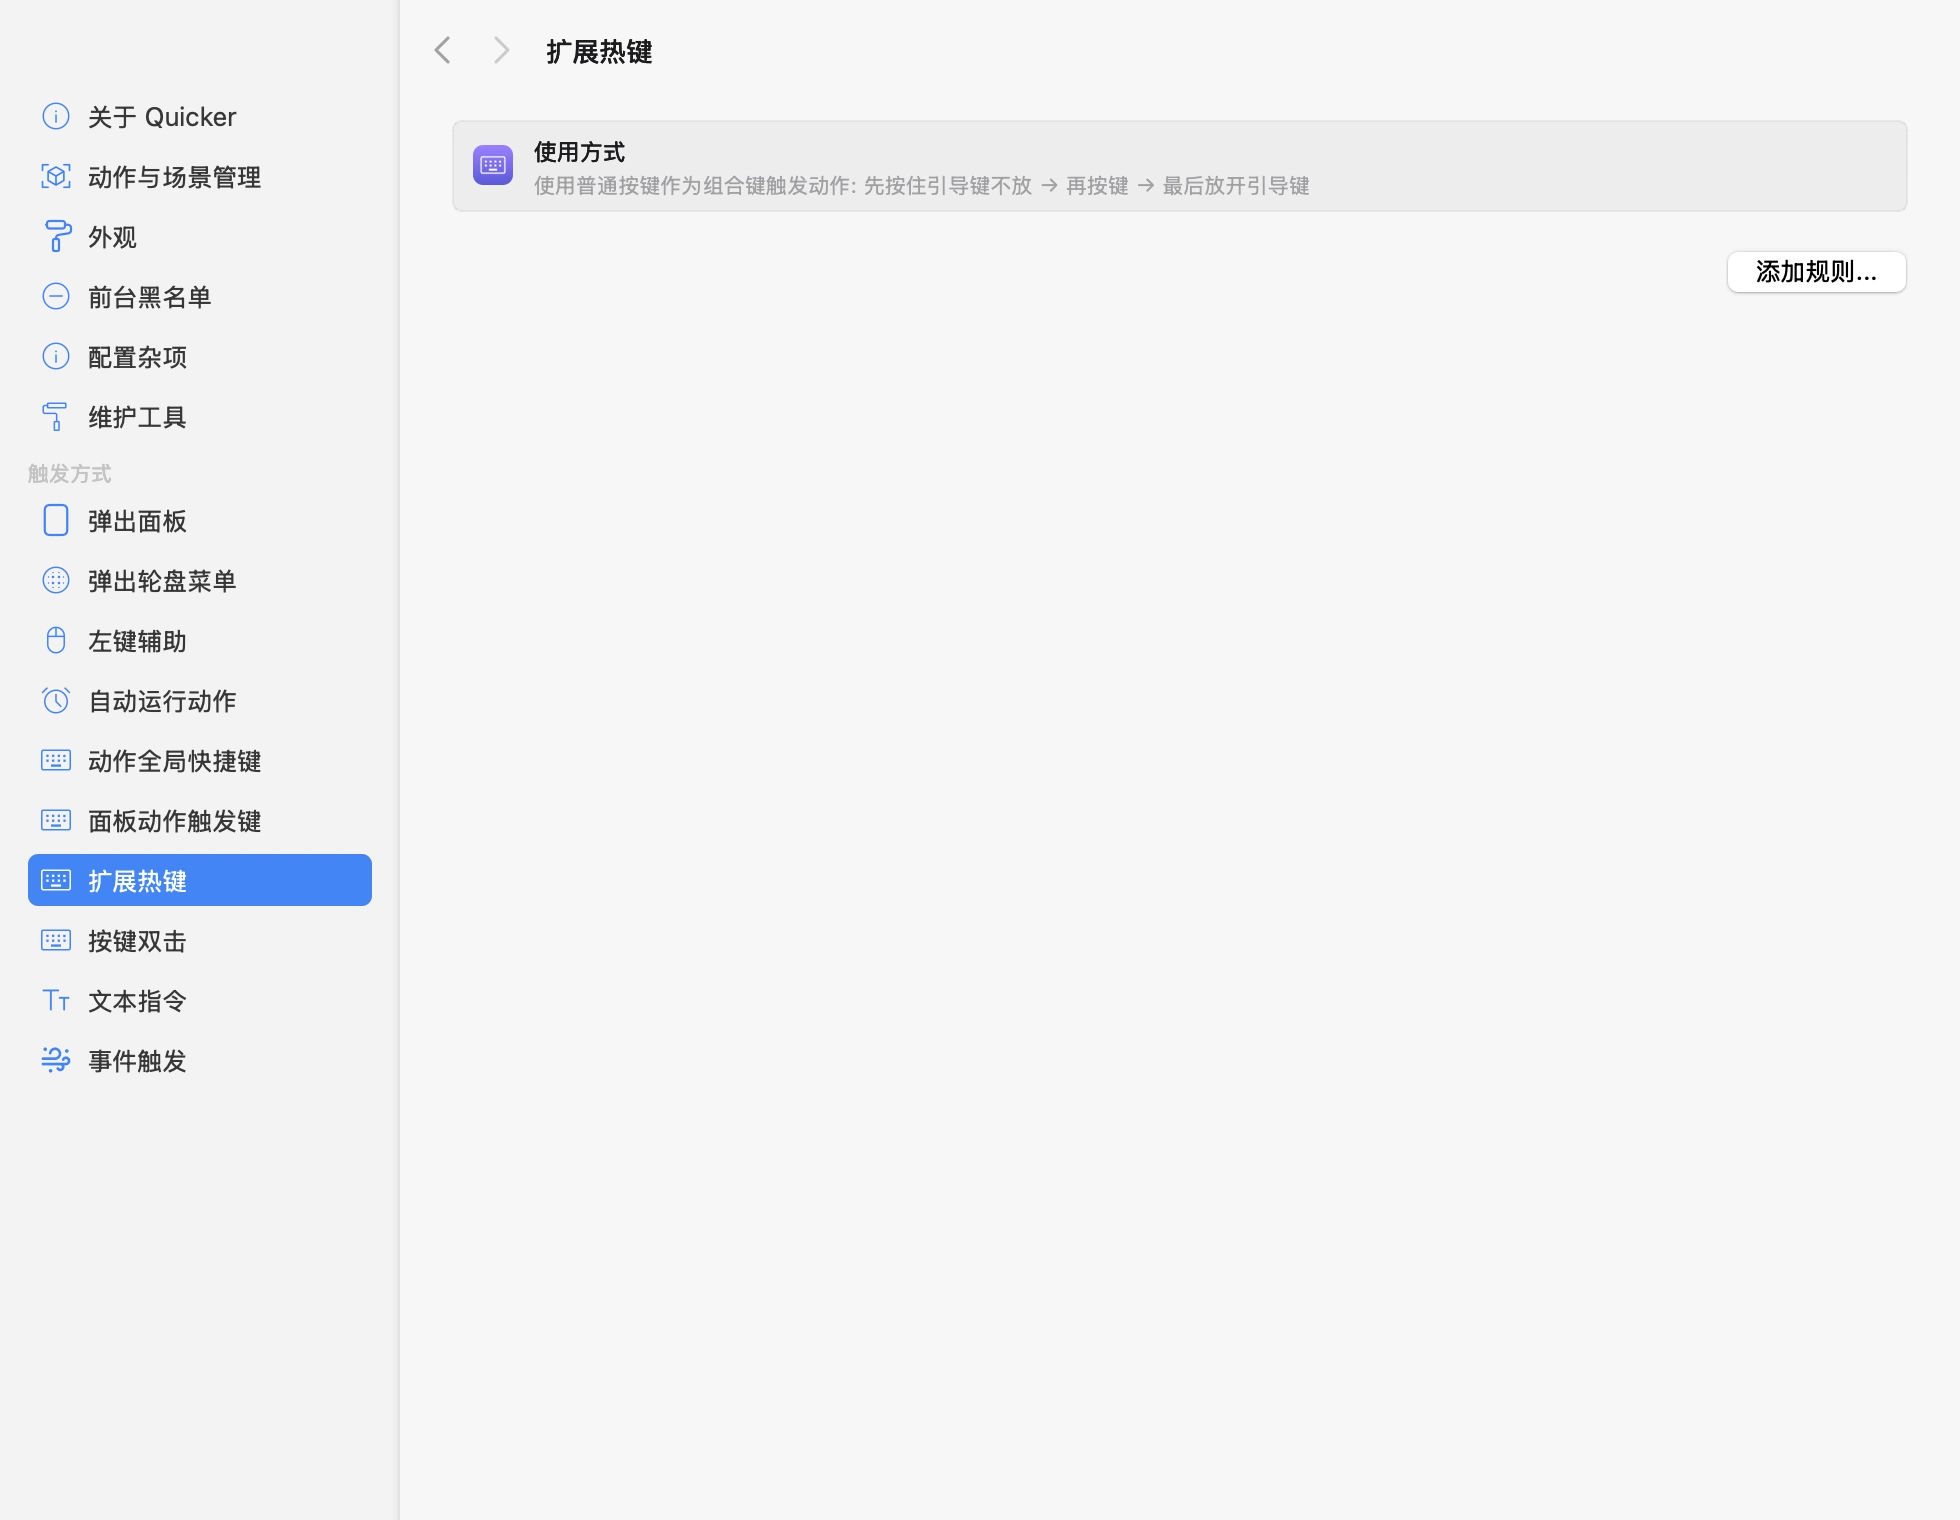 扩展热键
关于 Quicker
动作与场景管理
外观
前台黑名单
配置杂项
维护工具
触发方式
弹出面板
弹出轮盘菜单
左键辅助
自动运行动作
动作全局快捷键
面板动作触发键
扩展热键
按键双击
文本指令
事件触发
使用方式
使用普通按键作为组合键触发动作: 先按住引导键不放 → 再按键 → 最后放开引导键
添加规则...